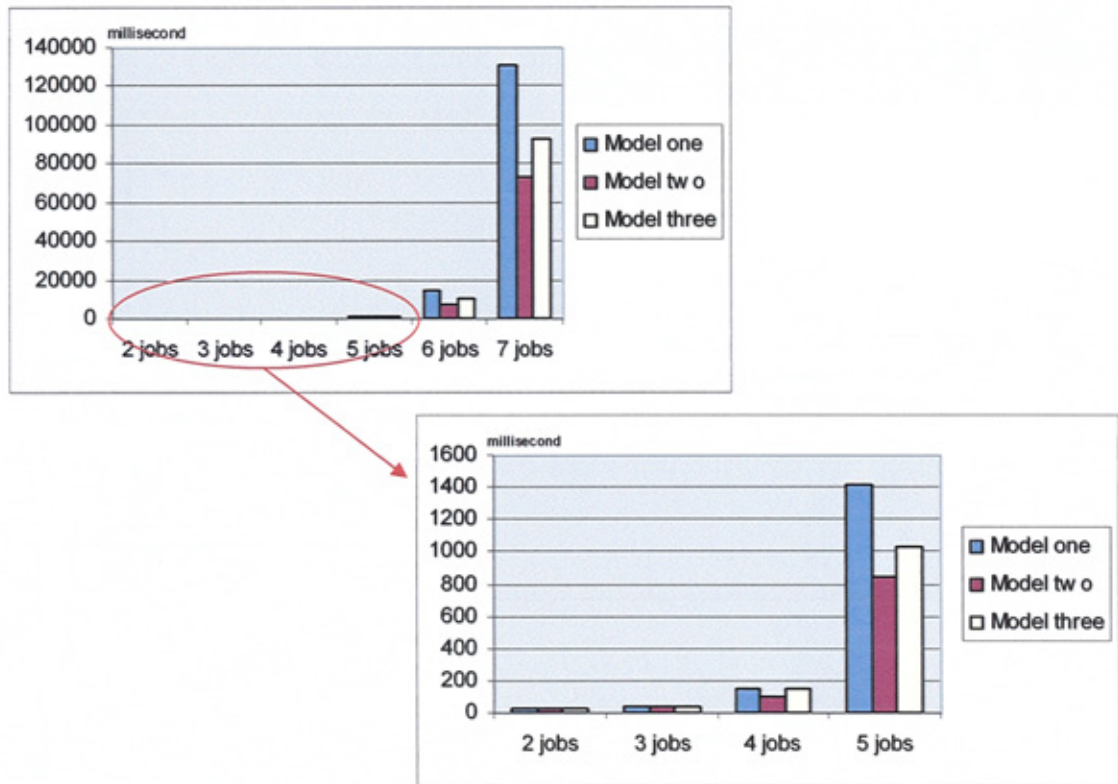 millisecond
140000
120000
100000
80000
60000
40000
20000
0
2 jobs 3 jobs 4 jobs 5 jobs 6 jobs 7 jobs
Model one
Model tw o
Model three
millisecond
1600
1400
1200
1000
800
600
400
200
0
2 jobs 3 jobs 4 jobs 5 jobs
Model one
Model tw o
Model three